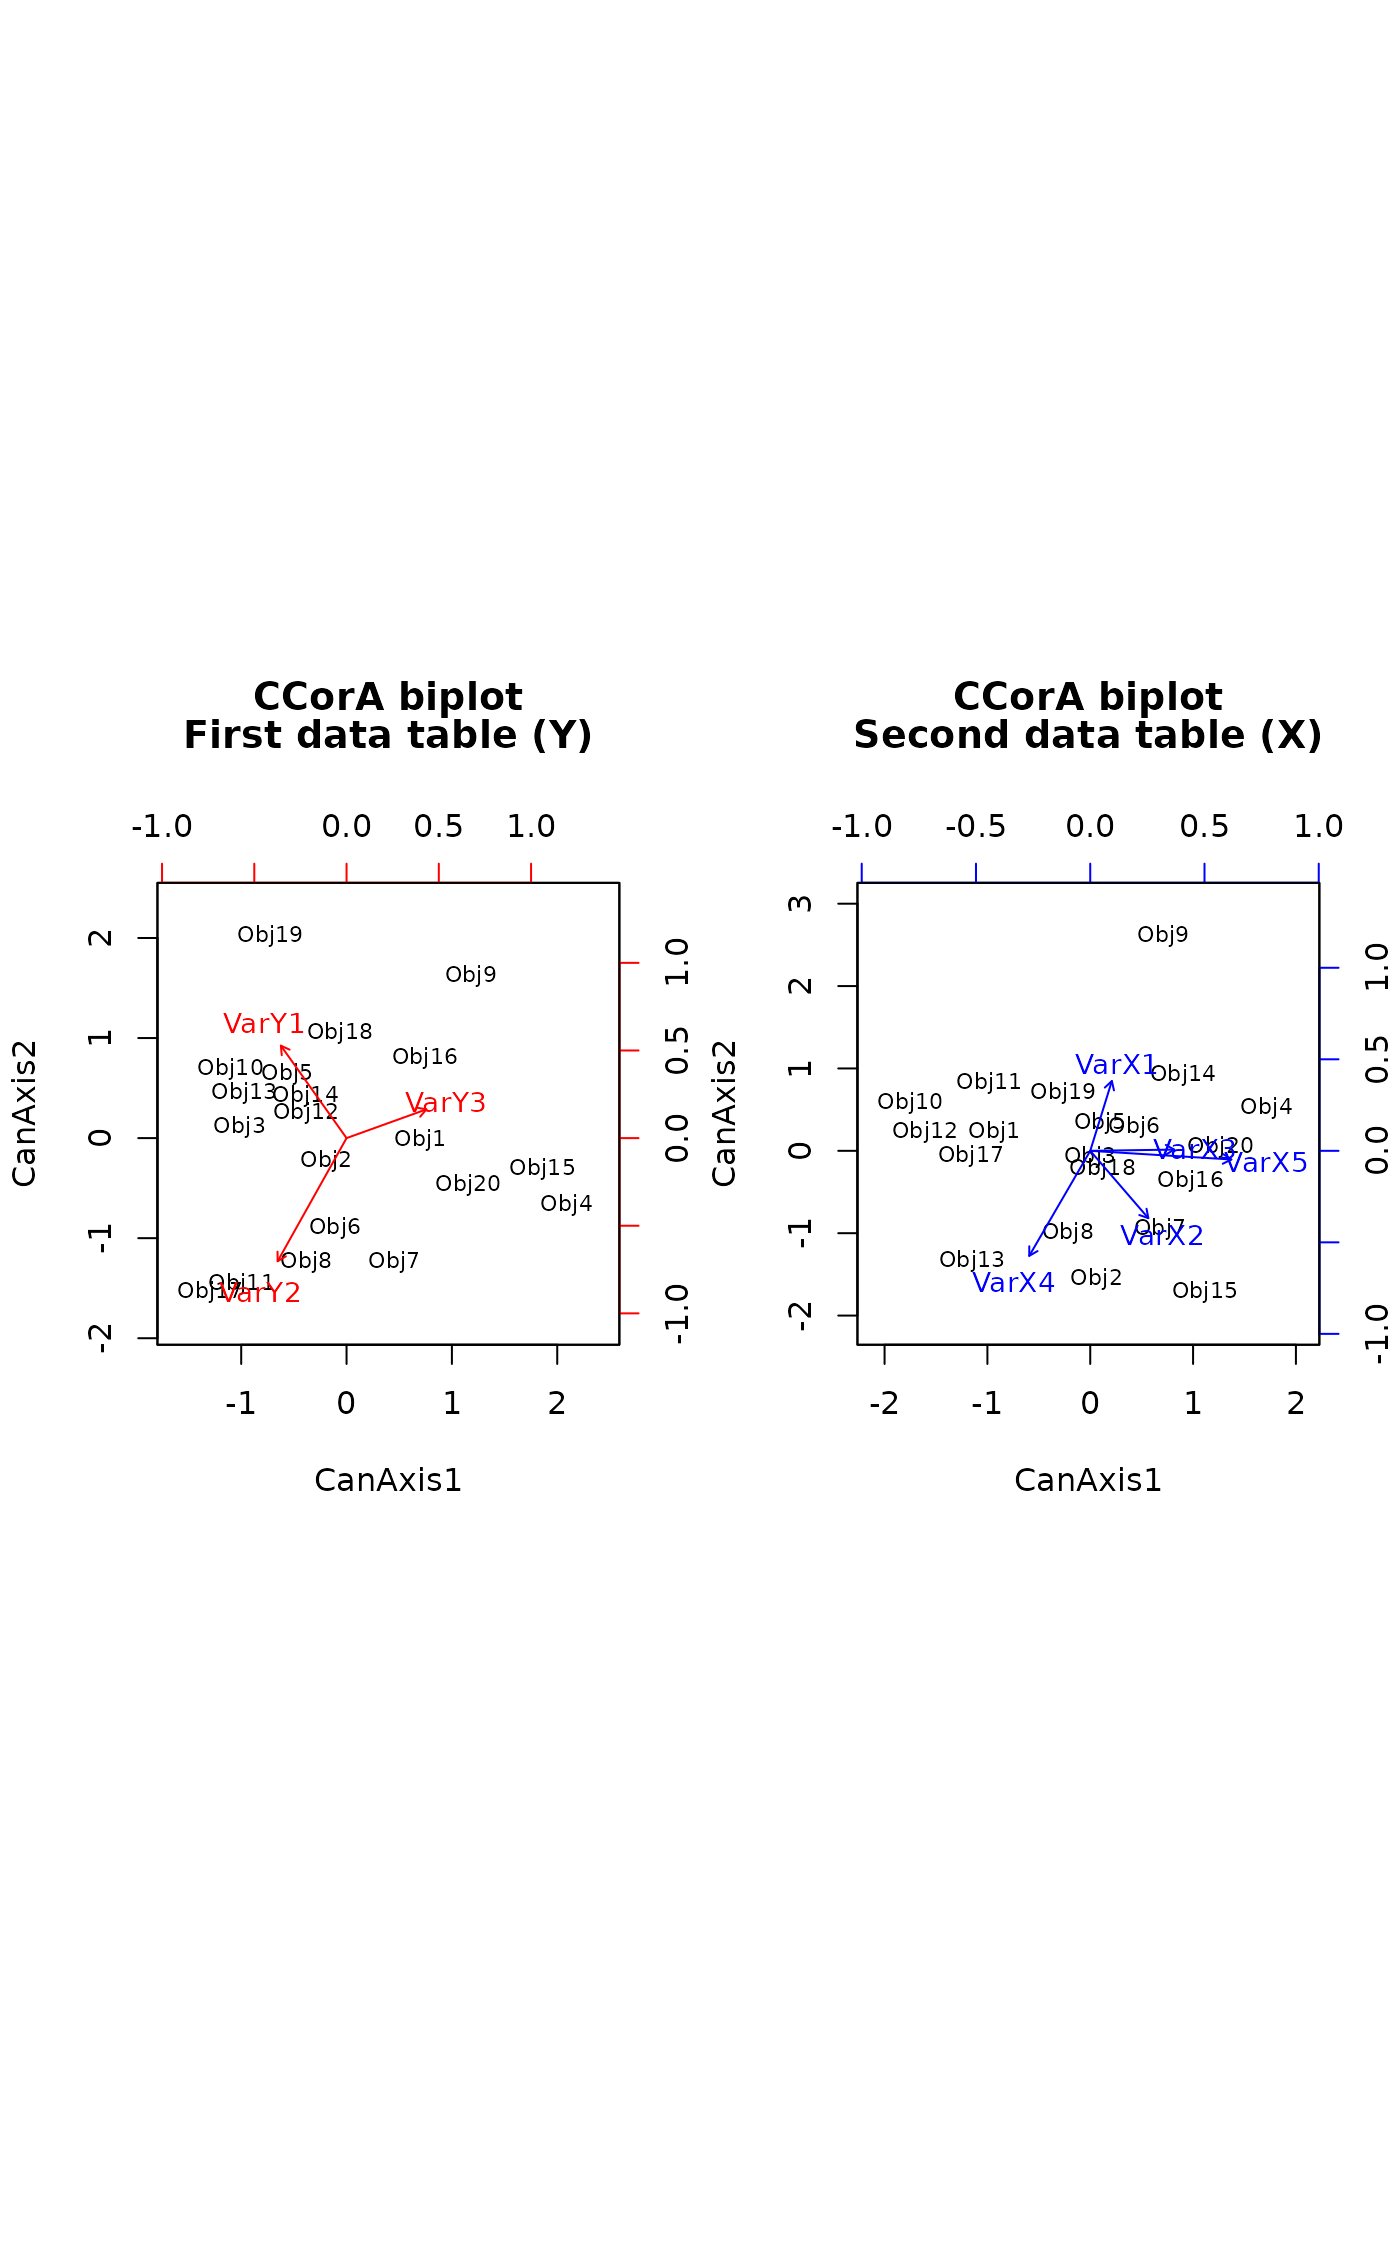 CCorA biplot
First data table (Y)
-1.0 0.0 0.5 1.0
CanAxis2
2
1
0
-1
-2
Obj19
Obj9
VarY1
Obj18
Obj16
Obj10
Obj5
Obj13
Obj14
VarY3
Obj12
Obj3
Obj1
Obj2
Obj15
Obj20
Obj4
Obj6
Obj8
Obj7
Obj11
Obj17
VarY2
1.0
0.5
0.0
-1.0
-1 0 1 2
CanAxis1
CCorA biplot
Second data table (X)
-1.0 -0.5 0.0 0.5 1.0
CanAxis2
3
2
1
0
-1
-2
Obj9
VarX1
Obj14
Obj11
Obj19
Obj10
Obj4
Obj5
Obj6
Obj12
Obj1
Obj20
VarX3
Obj17
Obj3
VarX5
Obj18
Obj16
Obj7
Obj8
VarX2
Obj13
Obj2
VarX4
Obj15
1.0
0.5
0.0
-1.0
-2 -1 0 1 2
CanAxis1